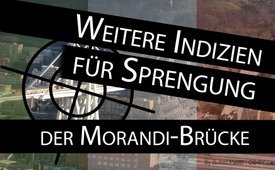 Weitere Indizien
für Sprengung
der Morandi-Brücke